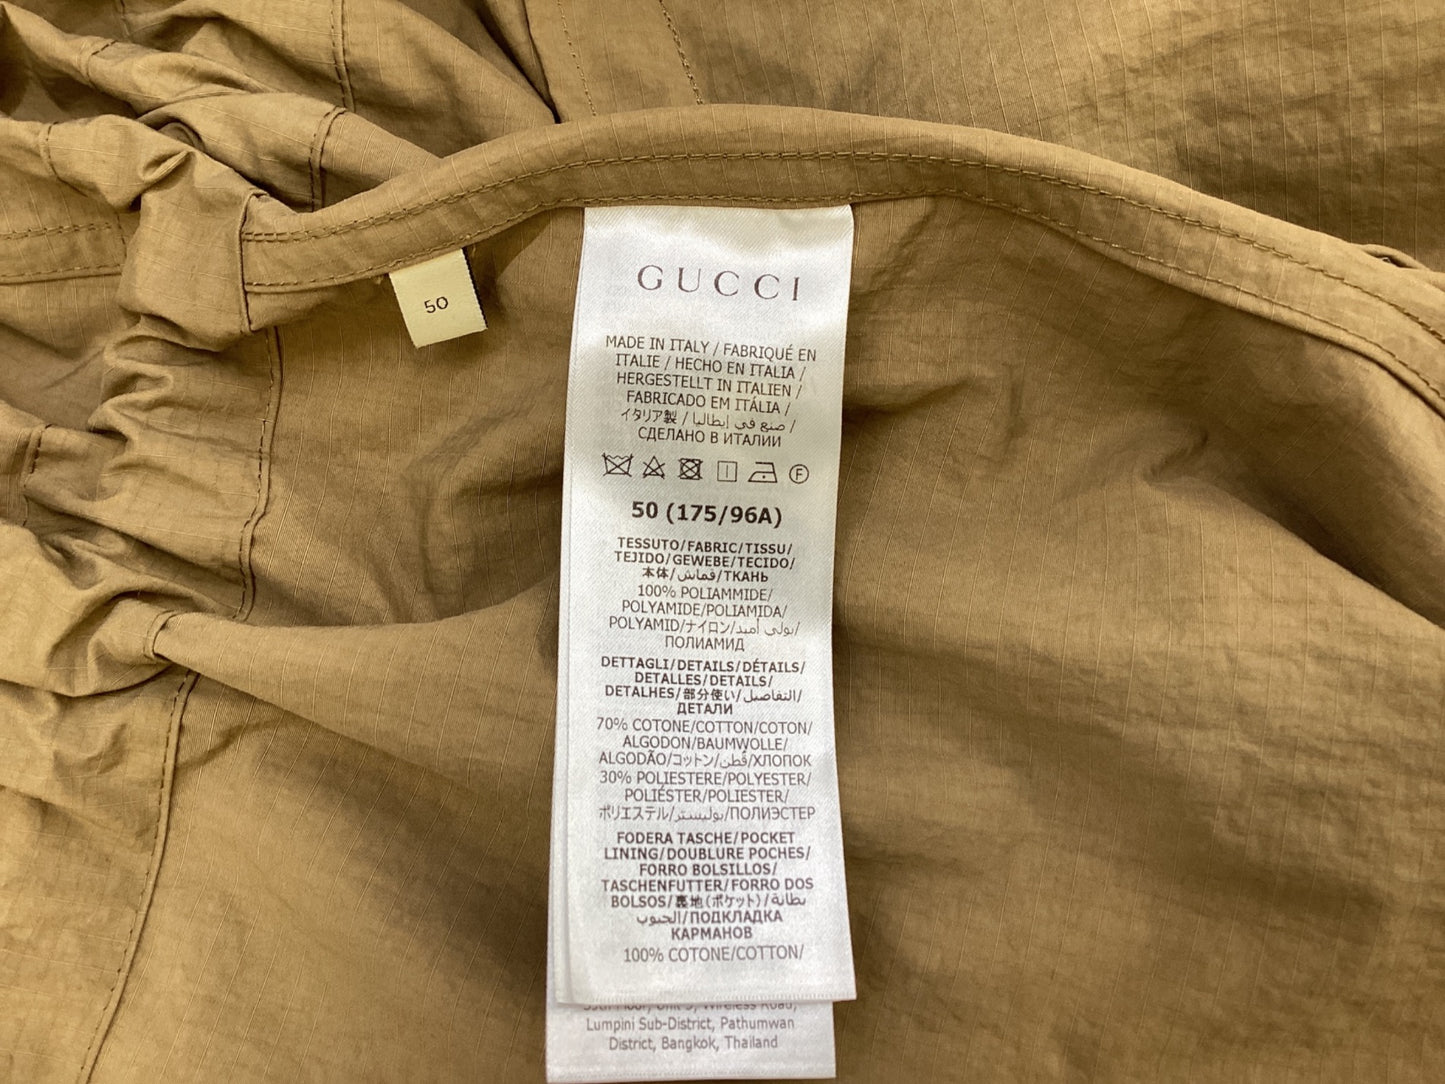 50
GUCCI
MADE IN ITALY / FABRIQUÉ EN
ITALIE / HECHO EN ITALIA /
HERGESTELLT IN ITALIEN /
FABRICADO EM ITÁLIA /
イタリア製 / صنع في إيطاليا /
СДЕЛАНО В ИТАЛИИ
F
50 (175/96A)
TESSUTO/FABRIC/TISSU/
TEJIDO/GEWEBE/TECIDO/
本体/قماش/ТКАНЬ
100% POLIAMMIDE/
POLYAMIDE/POLIAMIDA/
POLYAMID/ナイロン/بولي أميد/
ПОЛИАМИД
DETTAGLI/DETAILS/DÉTAILS/
DETALLES/DETAILS/
DETALHES/部分使い/التفاصيل/
ДЕТАЛИ
70% COTONE/COTTON/COTON/
ALGODON/BAUMWOLLE/
ALGODÃO/コットン/قطن/ХЛОПОК
30% POLIESTERE/POLYESTER/
POLIÉSTER/POLIESTER/
ポリエステル/بوليستر/ПОЛИЭСТЕР
FODERA TASCHE/POCKET
LINING/DOUBLURE POCHES/
FORRO BOLSILLOS/
TASCHENFUTTER/FORRO DOS
BOLSOS/裏地(ポケット)/بطانة
الجيوب/ПОДКЛАДКА
КАРМАНОВ
100% COTONE/COTTON/
Wireless Road,
Lumpini Sub-District, Pathumwan
District, Bangkok, Thailand